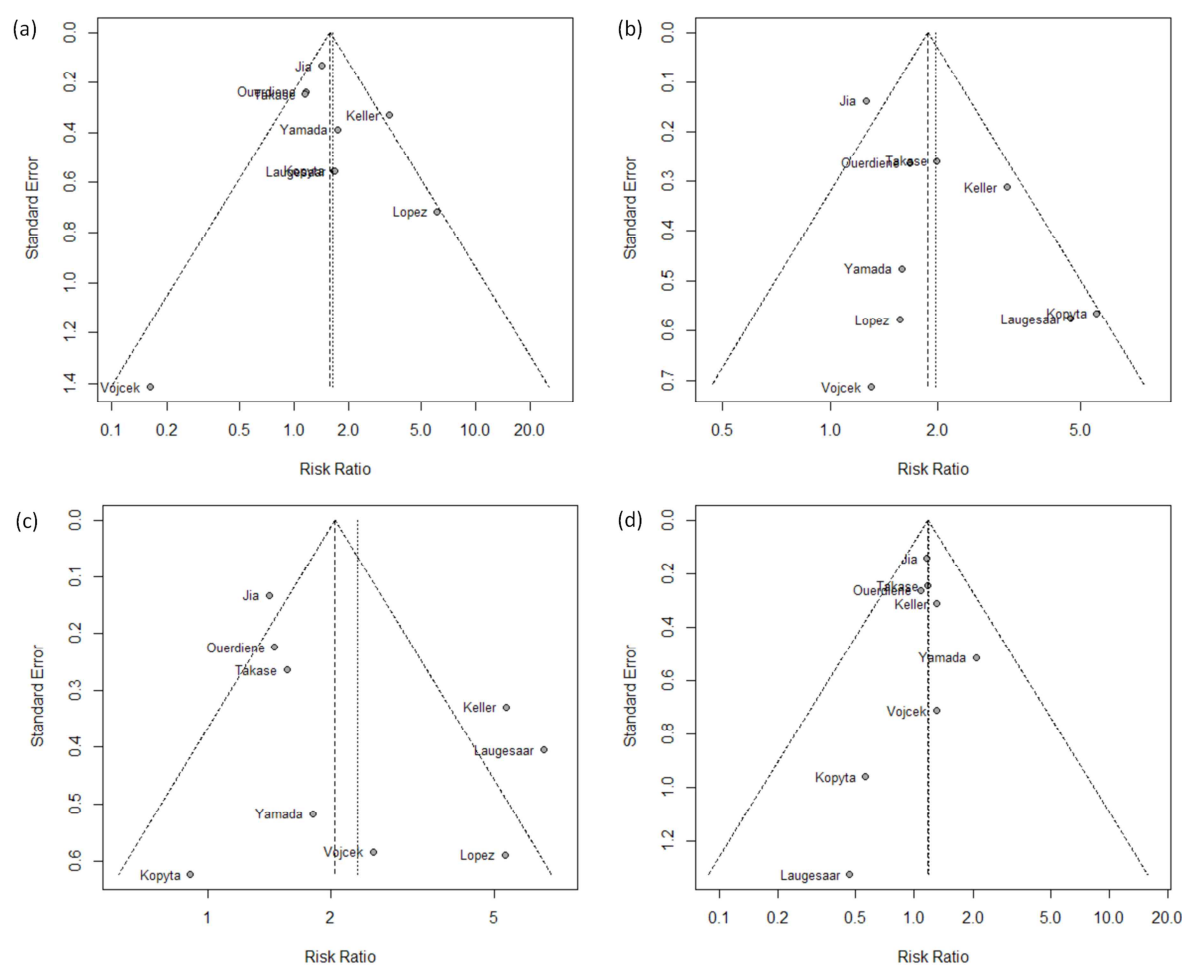 (a)
0.0
0.2
0.4
0.6
0.8
1.0
1.2
1.4
Standard Error
Jia
Ouerdiene
Takase
Keller
Yamada
Laugesaar
Kopyta
Lopez
Vojcek
0.1 0.2 0.5 1.0 2.0 5.0 10.0 20.0
Risk Ratio
(b)
0.0
0.1
0.2
0.3
0.4
0.5
0.6
0.7
Standard Error
Jia
Takase
Ouerdiene
Keller
Yamada
Kopyta
Lopez
Laugesaar
Vojcek
0.5 1.0 2.0 5.0
Risk Ratio
(c)
0.0
0.1
0.2
0.3
0.4
0.5
0.6
Standard Error
Jia
Ouerdiene
Takase
Keller
Laugesaar
Yamada
Vojcek
Lopez
Kopyta
1 2 5
Risk Ratio
(d)
0.0
0.2
0.4
0.6
0.8
1.0
1.2
Standard Error
Jia
Takase
Ouerdiene
Keller
Yamada
Vojcek
Kopyta
Laugesaar
0.1 0.2 0.5 1.0 2.0 5.0 10.0 20.0
Risk Ratio